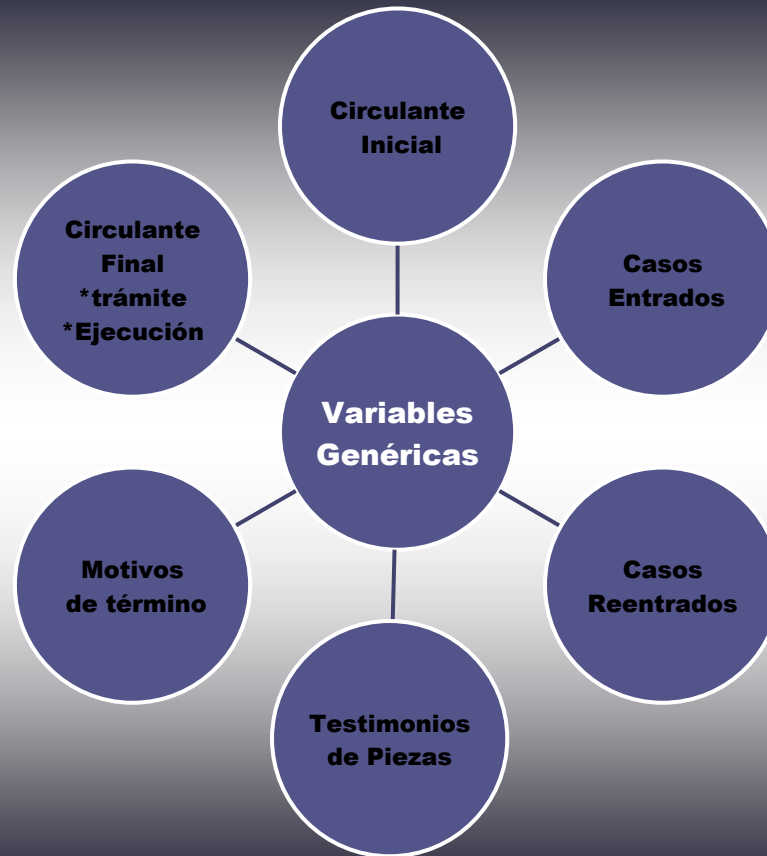 Circulante
Inicial
Casos
Entrados
Casos
Reentrados
Testimonios
de Piezas
Motivos
de término
Circulante
Final
*trámite
*Ejecución
Variables
Genéricas